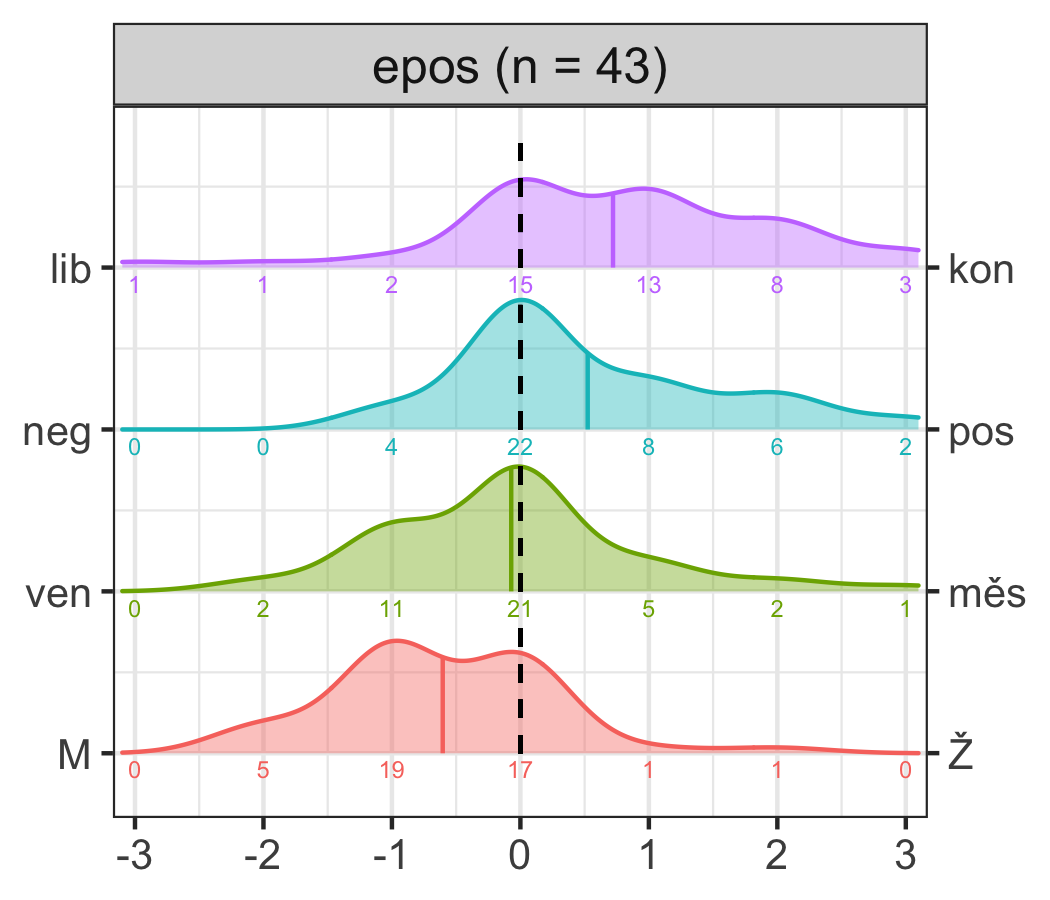 epos (n = 43)
lib kon
1 1 2 15 13 8 3
neg pos
0 0 4 22 8 6 2
ven měs
0 2 11 21 5 2 1
M Ž
0 5 19 17 1 1 0
-3 -2 -1 0 1 2 3